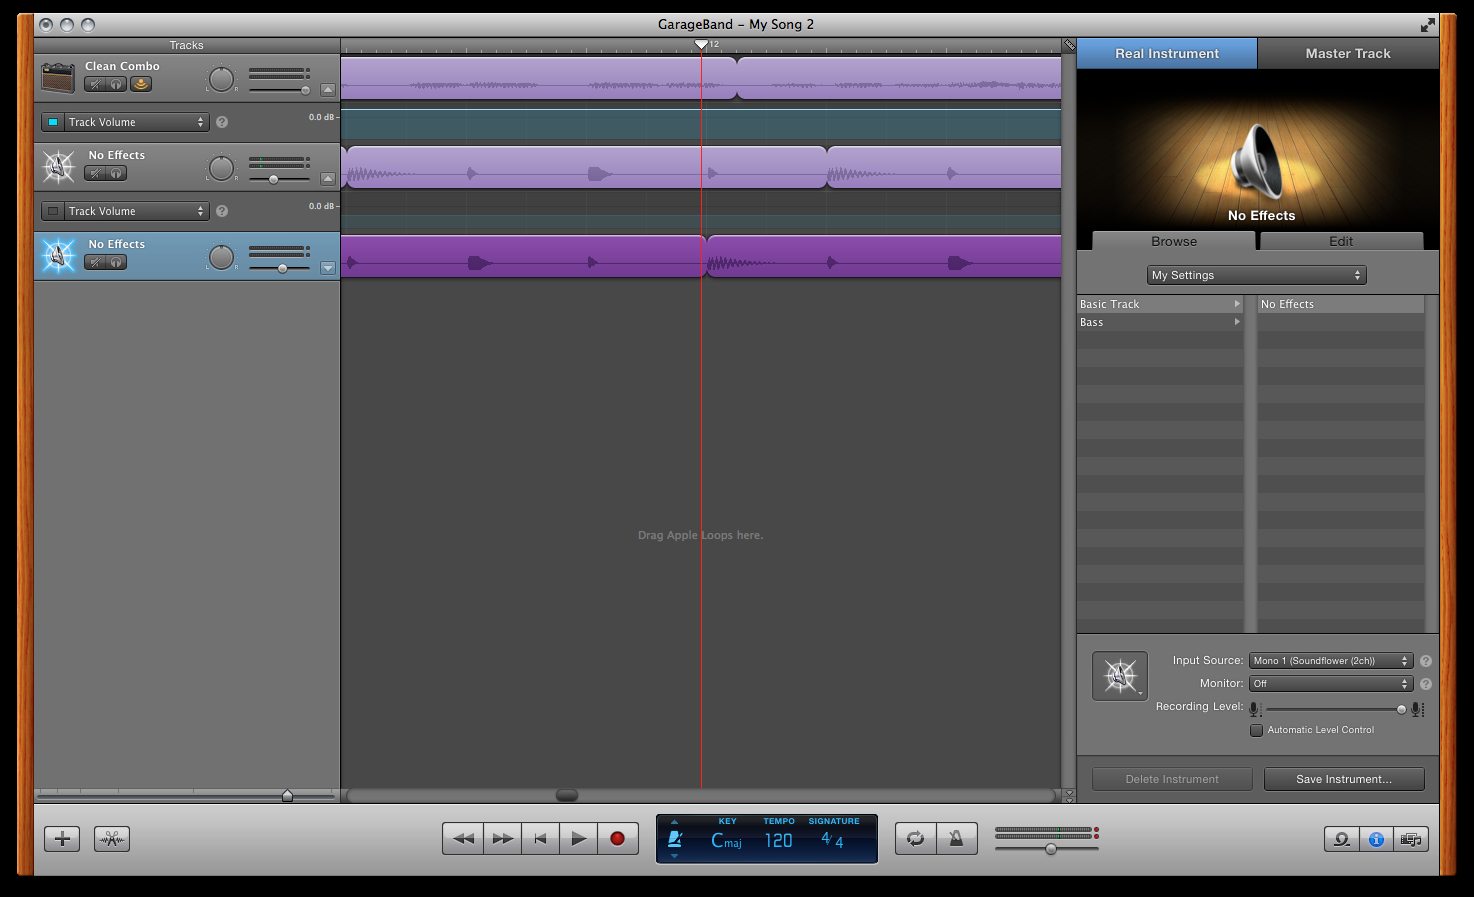 GarageBand – My Song 2
Tracks
12
Real Instrument
Master Track
Clean Combo
L R
Track Volume
?
0.0 dB
No Effects
L R
Track Volume
?
0.0 dB
No Effects
L R
No Effects
Browse
Edit
My Settings
Basic Track
No Effects
Bass
Drag Apple Loops here.
Input Source: Mono 1 (Soundflower (2ch)) ?
Monitor: Off ?
Recording Level:
Automatic Level Control
Delete Instrument
Save Instrument...
KEY TEMPO SIGNATURE
Cmaj 120 4/4